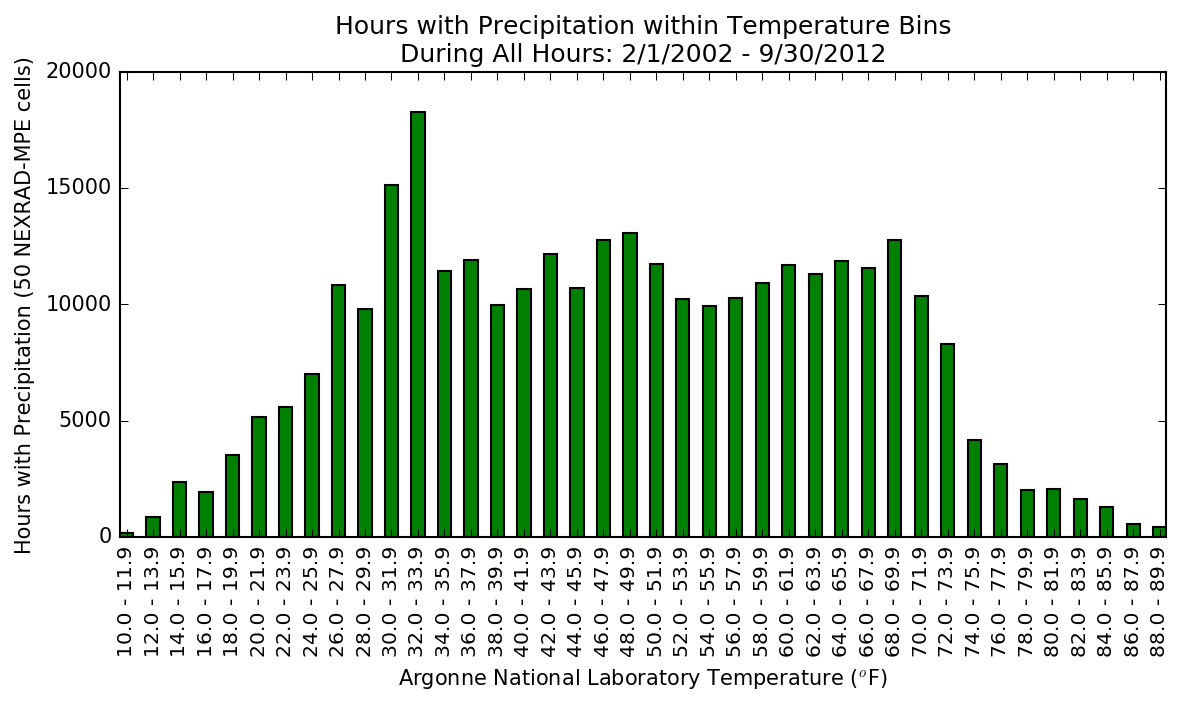 Hours with Precipitation within Temperature Bins
During All Hours: 2/1/2002 - 9/30/2012
Hours with Precipitation (50 NEXRAD-MPE cells)
20000
15000
10000
5000
0
10.0 - 11.9
12.0 - 13.9
14.0 - 15.9
16.0 - 17.9
18.0 - 19.9
20.0 - 21.9
22.0 - 23.9
24.0 - 25.9
26.0 - 27.9
28.0 - 29.9
30.0 - 31.9
32.0 - 33.9
34.0 - 35.9
36.0 - 37.9
38.0 - 39.9
40.0 - 41.9
42.0 - 43.9
44.0 - 45.9
46.0 - 47.9
48.0 - 49.9
50.0 - 51.9
52.0 - 53.9
54.0 - 55.9
56.0 - 57.9
58.0 - 59.9
60.0 - 61.9
62.0 - 63.9
64.0 - 65.9
66.0 - 67.9
68.0 - 69.9
70.0 - 71.9
72.0 - 73.9
74.0 - 75.9
76.0 - 77.9
78.0 - 79.9
80.0 - 81.9
82.0 - 83.9
84.0 - 85.9
86.0 - 87.9
88.0 - 89.9
Argonne National Laboratory Temperature (°F)